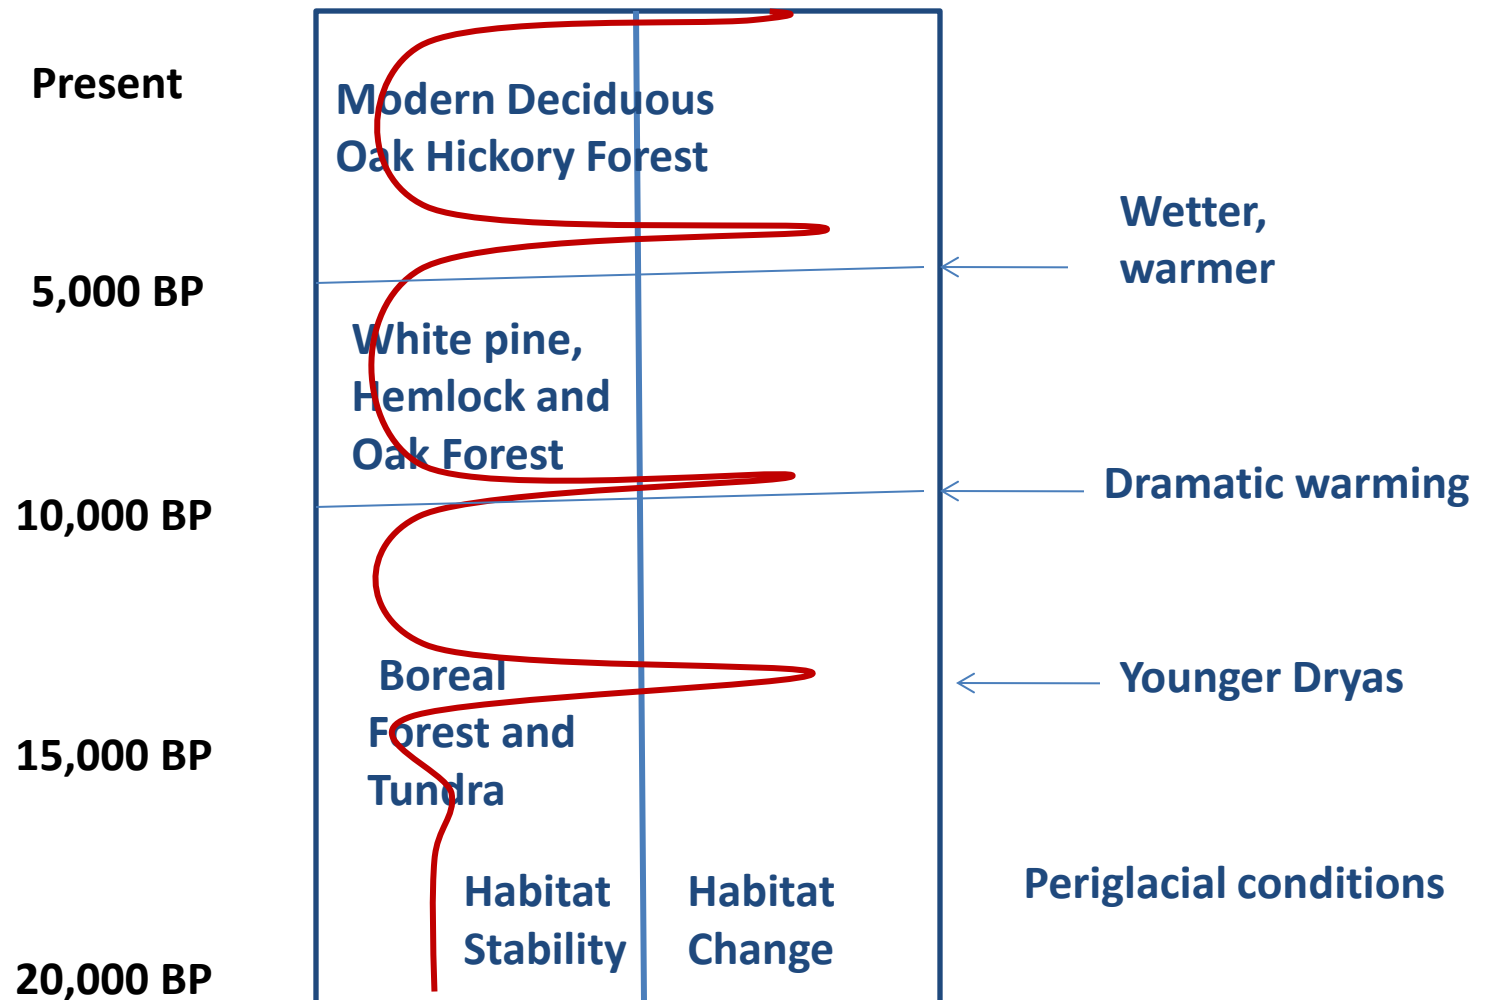 Present
Modern Deciduous
Oak Hickory Forest
Wetter,
warmer
5,000 BP
White pine,
Hemlock and
Oak Forest
Dramatic warming
10,000 BP
Boreal
Forest and
Tundra
Younger Dryas
15,000 BP
Habitat
Stability
Habitat
Change
Periglacial conditions
20,000 BP